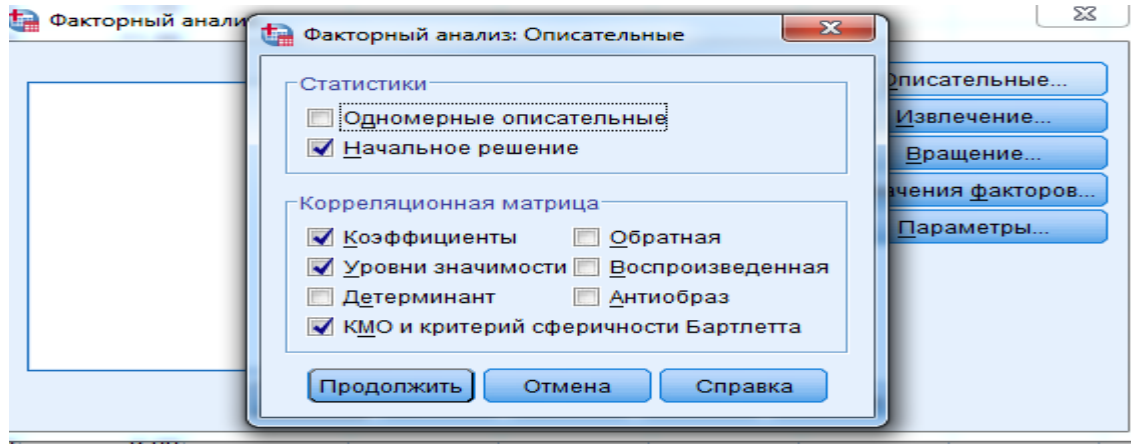 Факторный анали
Факторный анализ: Описательные
Статистики
Одномерные описательные
Начальное решение
Корреляционная матрица
Коэффициенты
Обратная
Уровни значимости
Воспроизведенная
Детерминант
Антиобраз
КМО и критерий сферичности Бартлетта
Продолжить
Отмена
Справка
Описательные...
Извлечение...
Вращение...
ачения факторов...
Параметры...